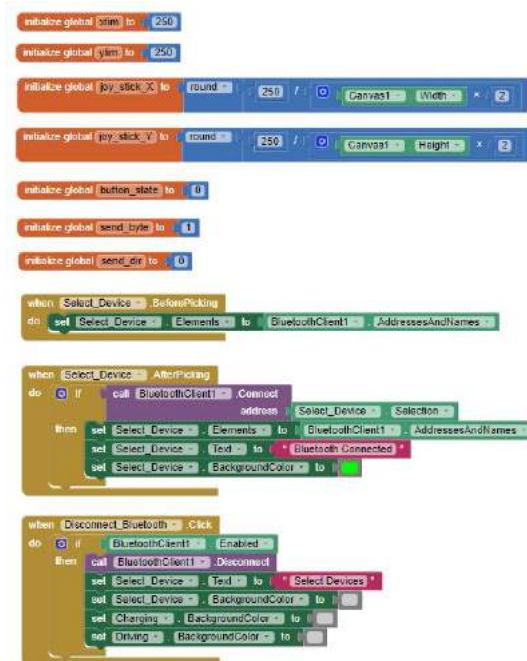 initialize global xlim to 250
initialize global ylim to 250
initialize global joy_stick_X to round 250 / Canvas1 . Width × 2
initialize global joy_stick_Y to round 250 / Canvas1 . Height × 2
initialize global button_state to 0
initialize global send_byte to 1
initialize global send_dir to 0
when Select_Device .BeforePicking
do set Select_Device . Elements to BluetoothClient1 . AddressesAndNames
when Select_Device .AfterPicking
do if call BluetoothClient1 .Connect
address Select_Device . Selection
then set Select_Device . Elements to BluetoothClient1 . AddressesAndNames
set Select_Device . Text to " Bluetooth Connected "
set Select_Device . BackgroundColor to
when Disconnect_Bluetooth .Click
do if BluetoothClient1 . Enabled
then call BluetoothClient1 .Disconnect
set Select_Device . Text to " Select Devices "
set Select_Device . BackgroundColor to
set Charging . BackgroundColor to
set Driving . BackgroundColor to